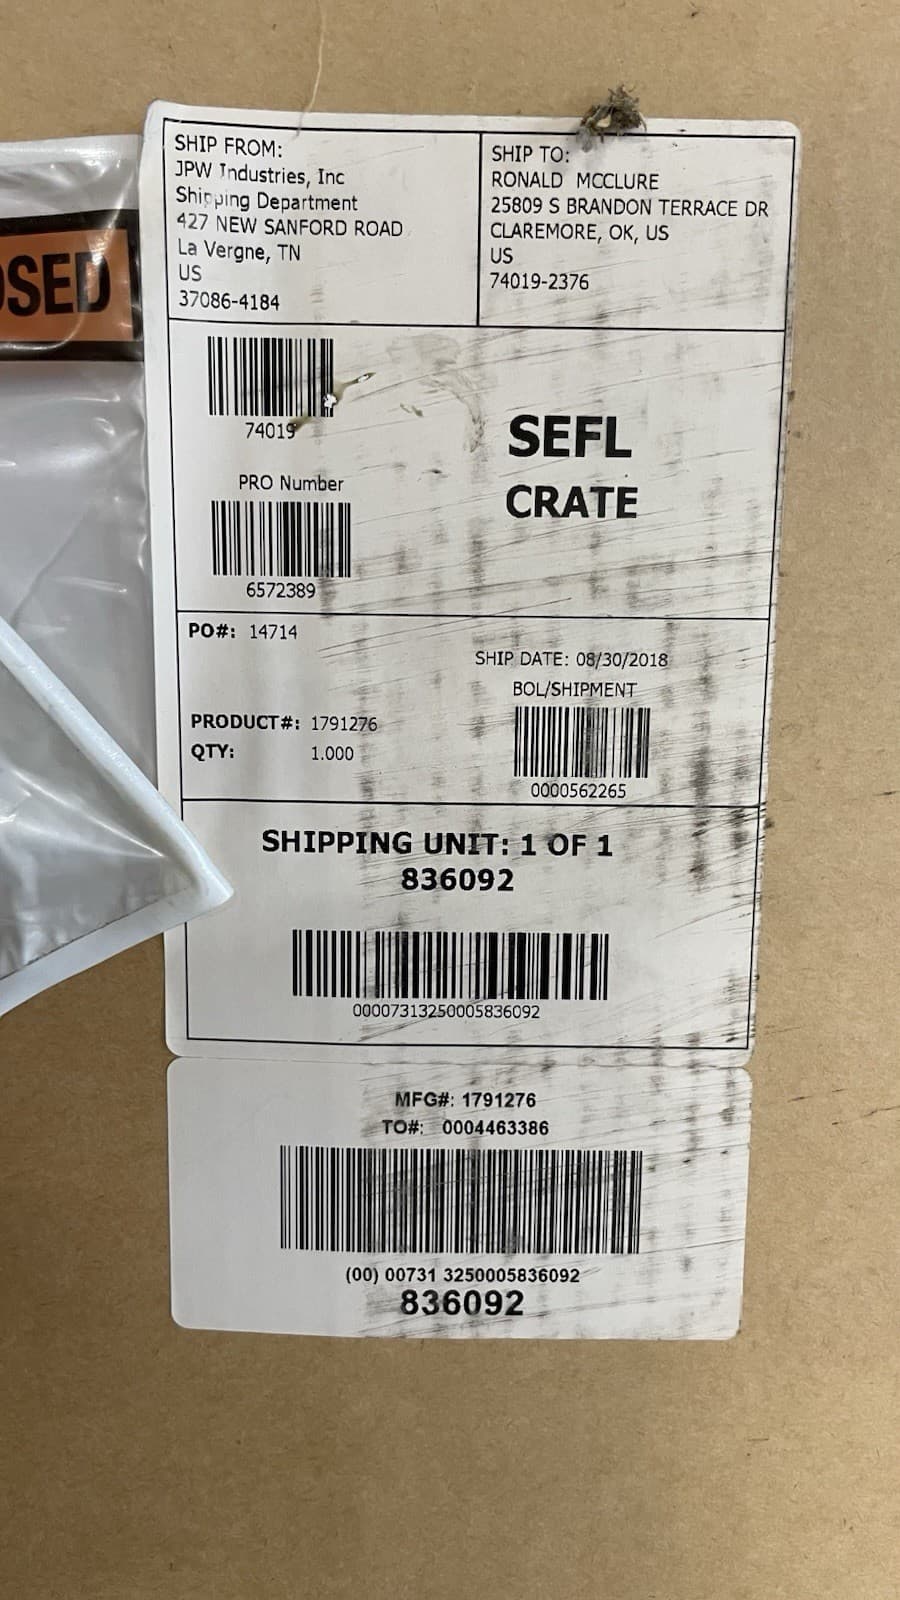 OSED
SHIP FROM:
JPW Industries, Inc
Shipping Department
427 NEW SANFORD ROAD
La Vergne, TN
US
37086-4184
SHIP TO:
RONALD MCCLURE
25809 S BRANDON TERRACE DR
CLAREMORE, OK, US
US
74019-2376
74019
PRO Number
6572389
SEFL
CRATE
PO#: 14714
SHIP DATE: 08/30/2018
BOL/SHIPMENT
0000562265
PRODUCT#: 1791276
QTY: 1.000
SHIPPING UNIT: 1 OF 1
836092
00007313250005836092
MFG#: 1791276
TO#: 0004463386
(00) 00731 3250005836092
836092